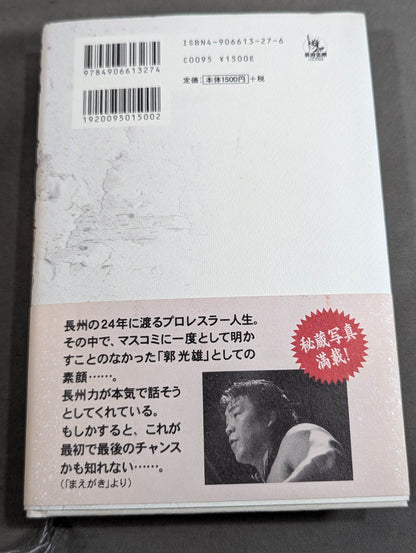 9784906613274
1920095015002
ISBN4-906613-27-6
C0095 ¥1500E
定価：本体1500円＋税
長州の24年に渡るプロレスラー人生。
その中で、マスコミに一度として明か
すことのなかった「郭 光雄」としての
素顔……。
長州力が本気で話そう
としてくれている。
もしかすると、これが
最初で最後のチャンス
かも知れない……。
（「まえがき」より）
秘蔵写真
満載！